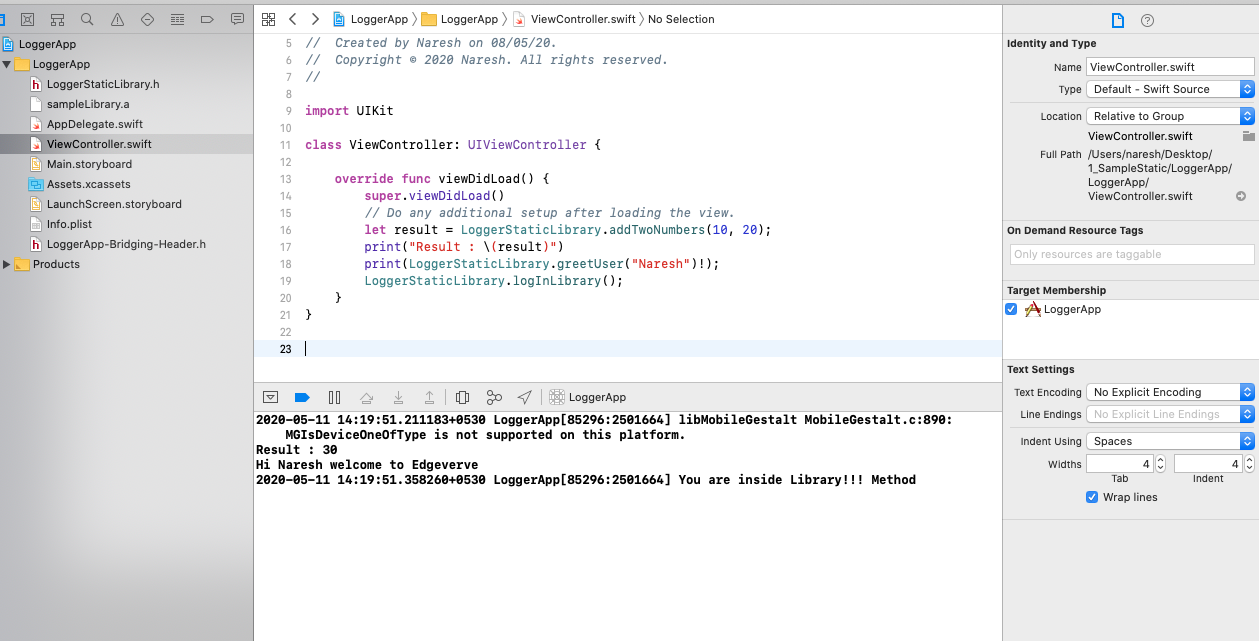 LoggerApp
LoggerApp
LoggerStaticLibrary.h
sampleLibrary.a
AppDelegate.swift
ViewController.swift
Main.storyboard
Assets.xcassets
LaunchScreen.storyboard
Info.plist
LoggerApp-Bridging-Header.h
Products
LoggerApp LoggerApp ViewController.swift No Selection
5 //  Created by Naresh on 08/05/20.
6 //  Copyright © 2020 Naresh. All rights reserved.
7 //
8
9 import UIKit
10
11 class ViewController: UIViewController {
12
13     override func viewDidLoad() {
14         super.viewDidLoad()
15         // Do any additional setup after loading the view.
16         let result = LoggerStaticLibrary.addTwoNumbers(10, 20);
17         print("Result : \(result)")
18         print(LoggerStaticLibrary.greetUser("Naresh")!);
19         LoggerStaticLibrary.logInLibrary();
20     }
21 }
22
23
LoggerApp
2020-05-11 14:19:51.211183+0530 LoggerApp[85296:2501664] libMobileGestalt MobileGestalt.c:890:
MGIsDeviceOneOfType is not supported on this platform.
Result : 30
Hi Naresh welcome to Edgeverve
2020-05-11 14:19:51.358260+0530 LoggerApp[85296:2501664] You are inside Library!!! Method
Identity and Type
Name ViewController.swift
Type Default - Swift Source
Location Relative to Group
ViewController.swift
Full Path /Users/naresh/Desktop/
1_SampleStatic/LoggerApp/
LoggerApp/
ViewController.swift
On Demand Resource Tags
Only resources are taggable
Target Membership
LoggerApp
Text Settings
Text Encoding No Explicit Encoding
Line Endings No Explicit Line Endings
Indent Using Spaces
Widths 4 4
Tab Indent
Wrap lines